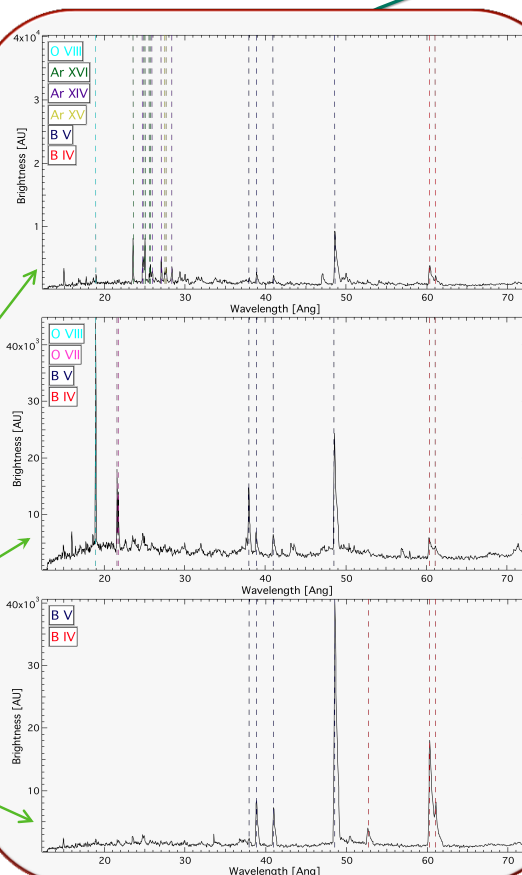 4x10⁴
3
2
1
Brightness [AU]
O VIII
Ar XVI
Ar XIV
Ar XV
B V
B IV
20 30 40 50 60 70
Wavelength [Ang]
40x10³
30
20
10
Brightness [AU]
O VIII
O VII
B V
B IV
20 30 40 50 60 70
Wavelength [Ang]
40x10³
30
20
10
Brightness [AU]
B V
B IV
20 30 40 50 60 70
Wavelength [Ang]